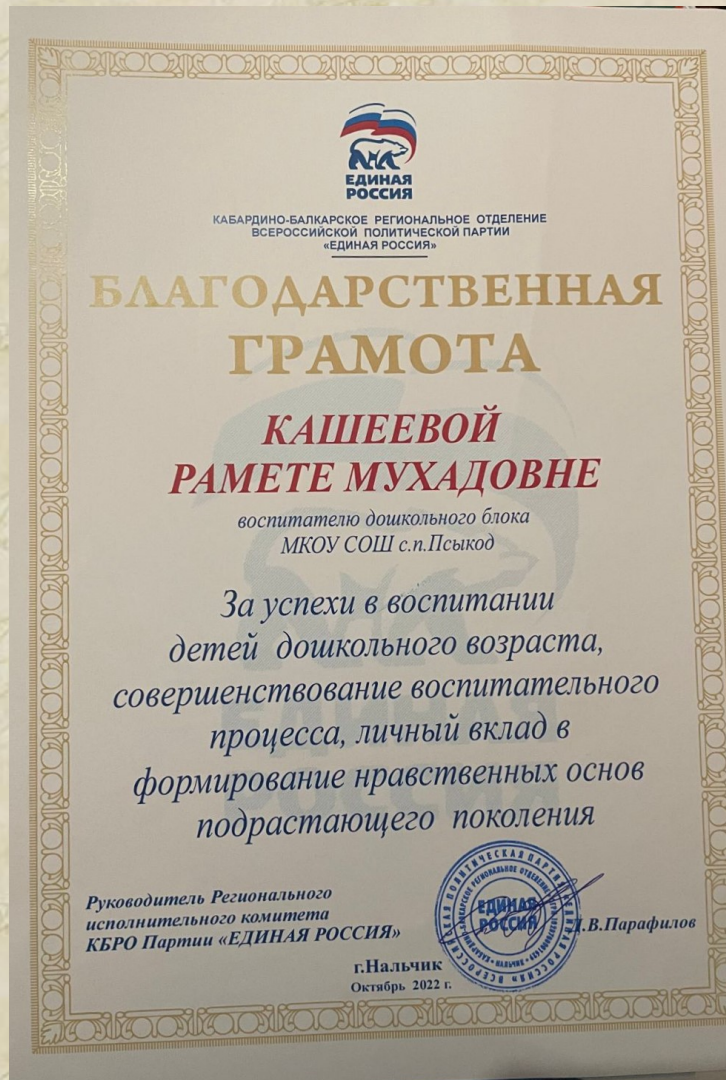 ЕДИНАЯ
РОССИЯ
КАБАРДИНО-БАЛКАРСКОЕ РЕГИОНАЛЬНОЕ ОТДЕЛЕНИЕ
ВСЕРОССИЙСКОЙ ПОЛИТИЧЕСКОЙ ПАРТИИ
«ЕДИНАЯ РОССИЯ»
БЛАГОДАРСТВЕННАЯ
ГРАМОТА
КАШЕЕВОЙ
РАМЕТЕ МУХАДОВНЕ
воспитателю дошкольного блока
МКОУ СОШ с.п.Псыкод
За успехи в воспитании
детей дошкольного возраста,
совершенствование воспитательного
процесса, личный вклад в
формирование нравственных основ
подрастающего поколения
Руководитель Регионального
исполнительного комитета
КБРО Партии «ЕДИНАЯ РОССИЯ»
ЕДИНАЯ
РОССИЯ
В.Парафилов
г.Нальчик
Октябрь 2022 г.